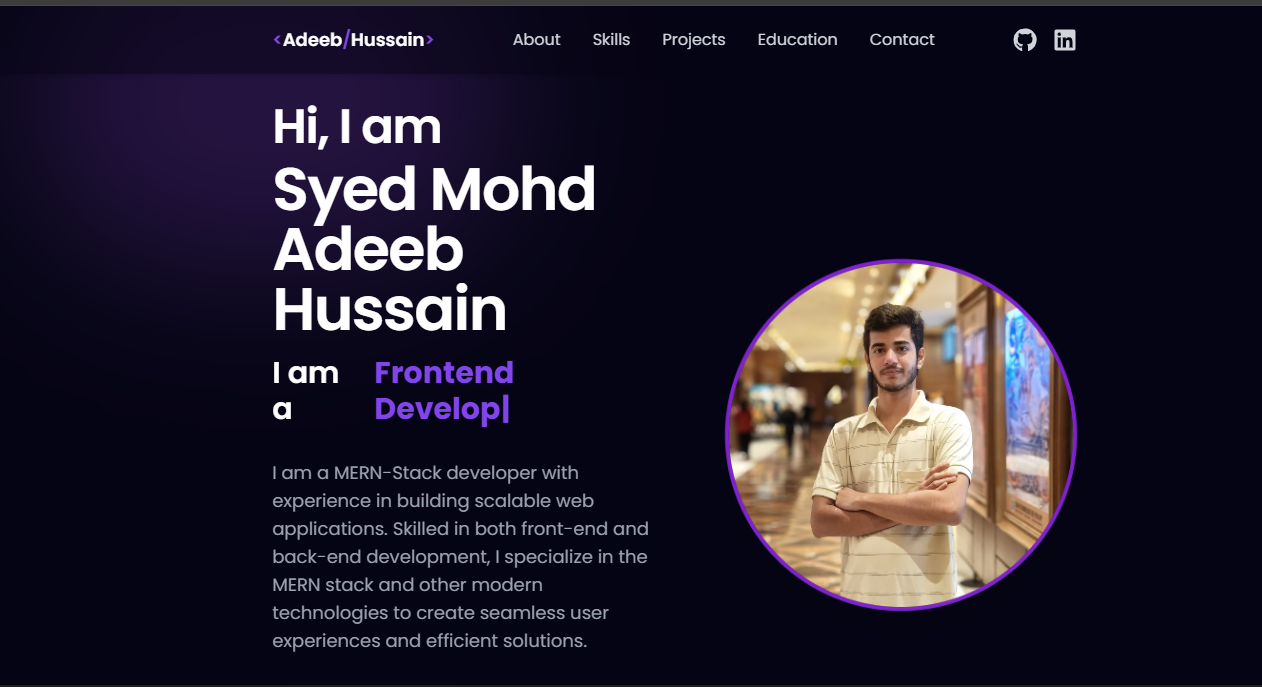 <Adeeb/Hussain>
About Skills Projects Education Contact
in
Hi, I am
Syed Mohd
Adeeb
Hussain
I am a
Frontend
Develop|
I am a MERN-Stack developer with
experience in building scalable web
applications. Skilled in both front-end and
back-end development, I specialize in the
MERN stack and other modern
technologies to create seamless user
experiences and efficient solutions.